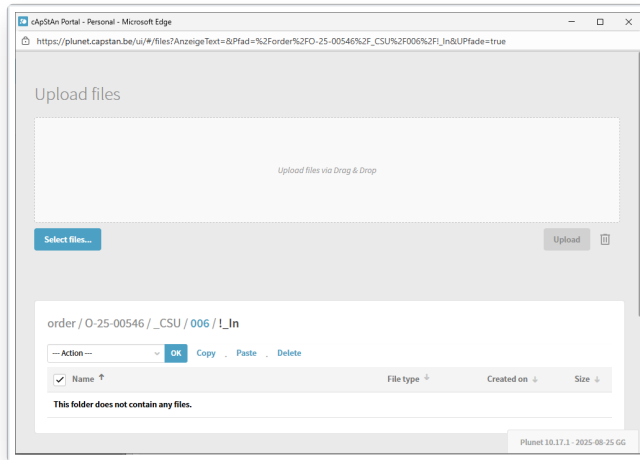 cApStAn Portal - Personal - Microsoft Edge
https://plunet.capstan.be/ui/#/files?AnzeigeText=&Pfad=%2Forder%2FO-25-00546%2F_CSU%2F006%2F!_In&UPfade=true
Upload files
Upload files via Drag & Drop
Select files...
Upload
order / O-25-00546 / _CSU / 006 / !_In
--- Action --- OK Copy . Paste . Delete
Name ↑ File type ↓ Created on ↓ Size ↓
This folder does not contain any files.
Plunet 10.17.1 - 2025-08-25 GG